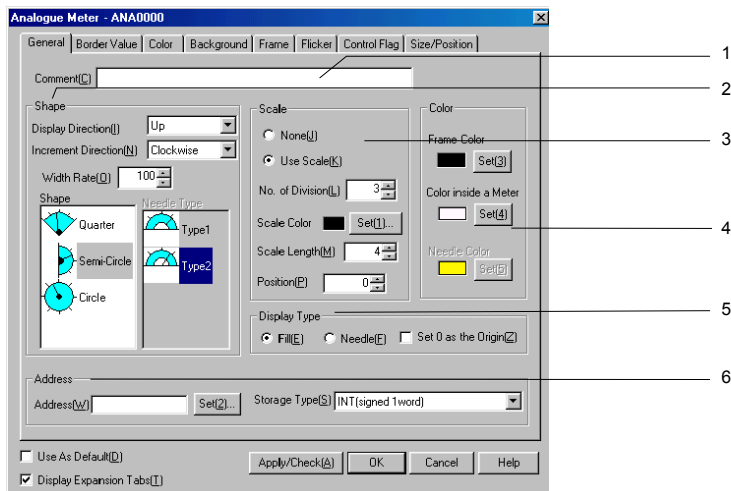 Analogue Meter - ANA0000
General Border Value Color Background Frame Flicker Control Flag Size/Position
1
Comment(C)
2
Shape
Display Direction(I) Up
Increment Direction(N) Clockwise
Width Rate(O) 100
Shape
Needle Type
Quarter
Semi-Circle
Circle
Type1
Type2
Scale
None(J)
Use Scale(K)
No. of Division(L) 3
Scale Color Set(1)...
Scale Length(M) 4
Position(P) 0
3
Color
Frame Color
Set(3)
Color inside a Meter
Set(4)
Needle Color
Set(5)
4
Display Type
Fill(E) Needle(F) Set 0 as the Origin(Z)
5
Address
6
Address(W) Set(2)... Storage Type(S) INT(signed 1word)
Use As Default(D)
Display Expansion Tabs(T)
Apply/Check(A) OK Cancel Help